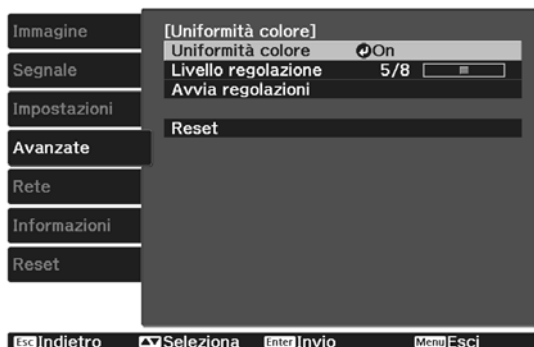 Immagine
Segnale
Impostazioni
Avanzate
Rete
Informazioni
Reset
[Uniformità colore]
Uniformità colore On
Livello regolazione 5/8
Avvia regolazioni
Reset
Esc Indietro Seleziona Enter Invio Menu Esci